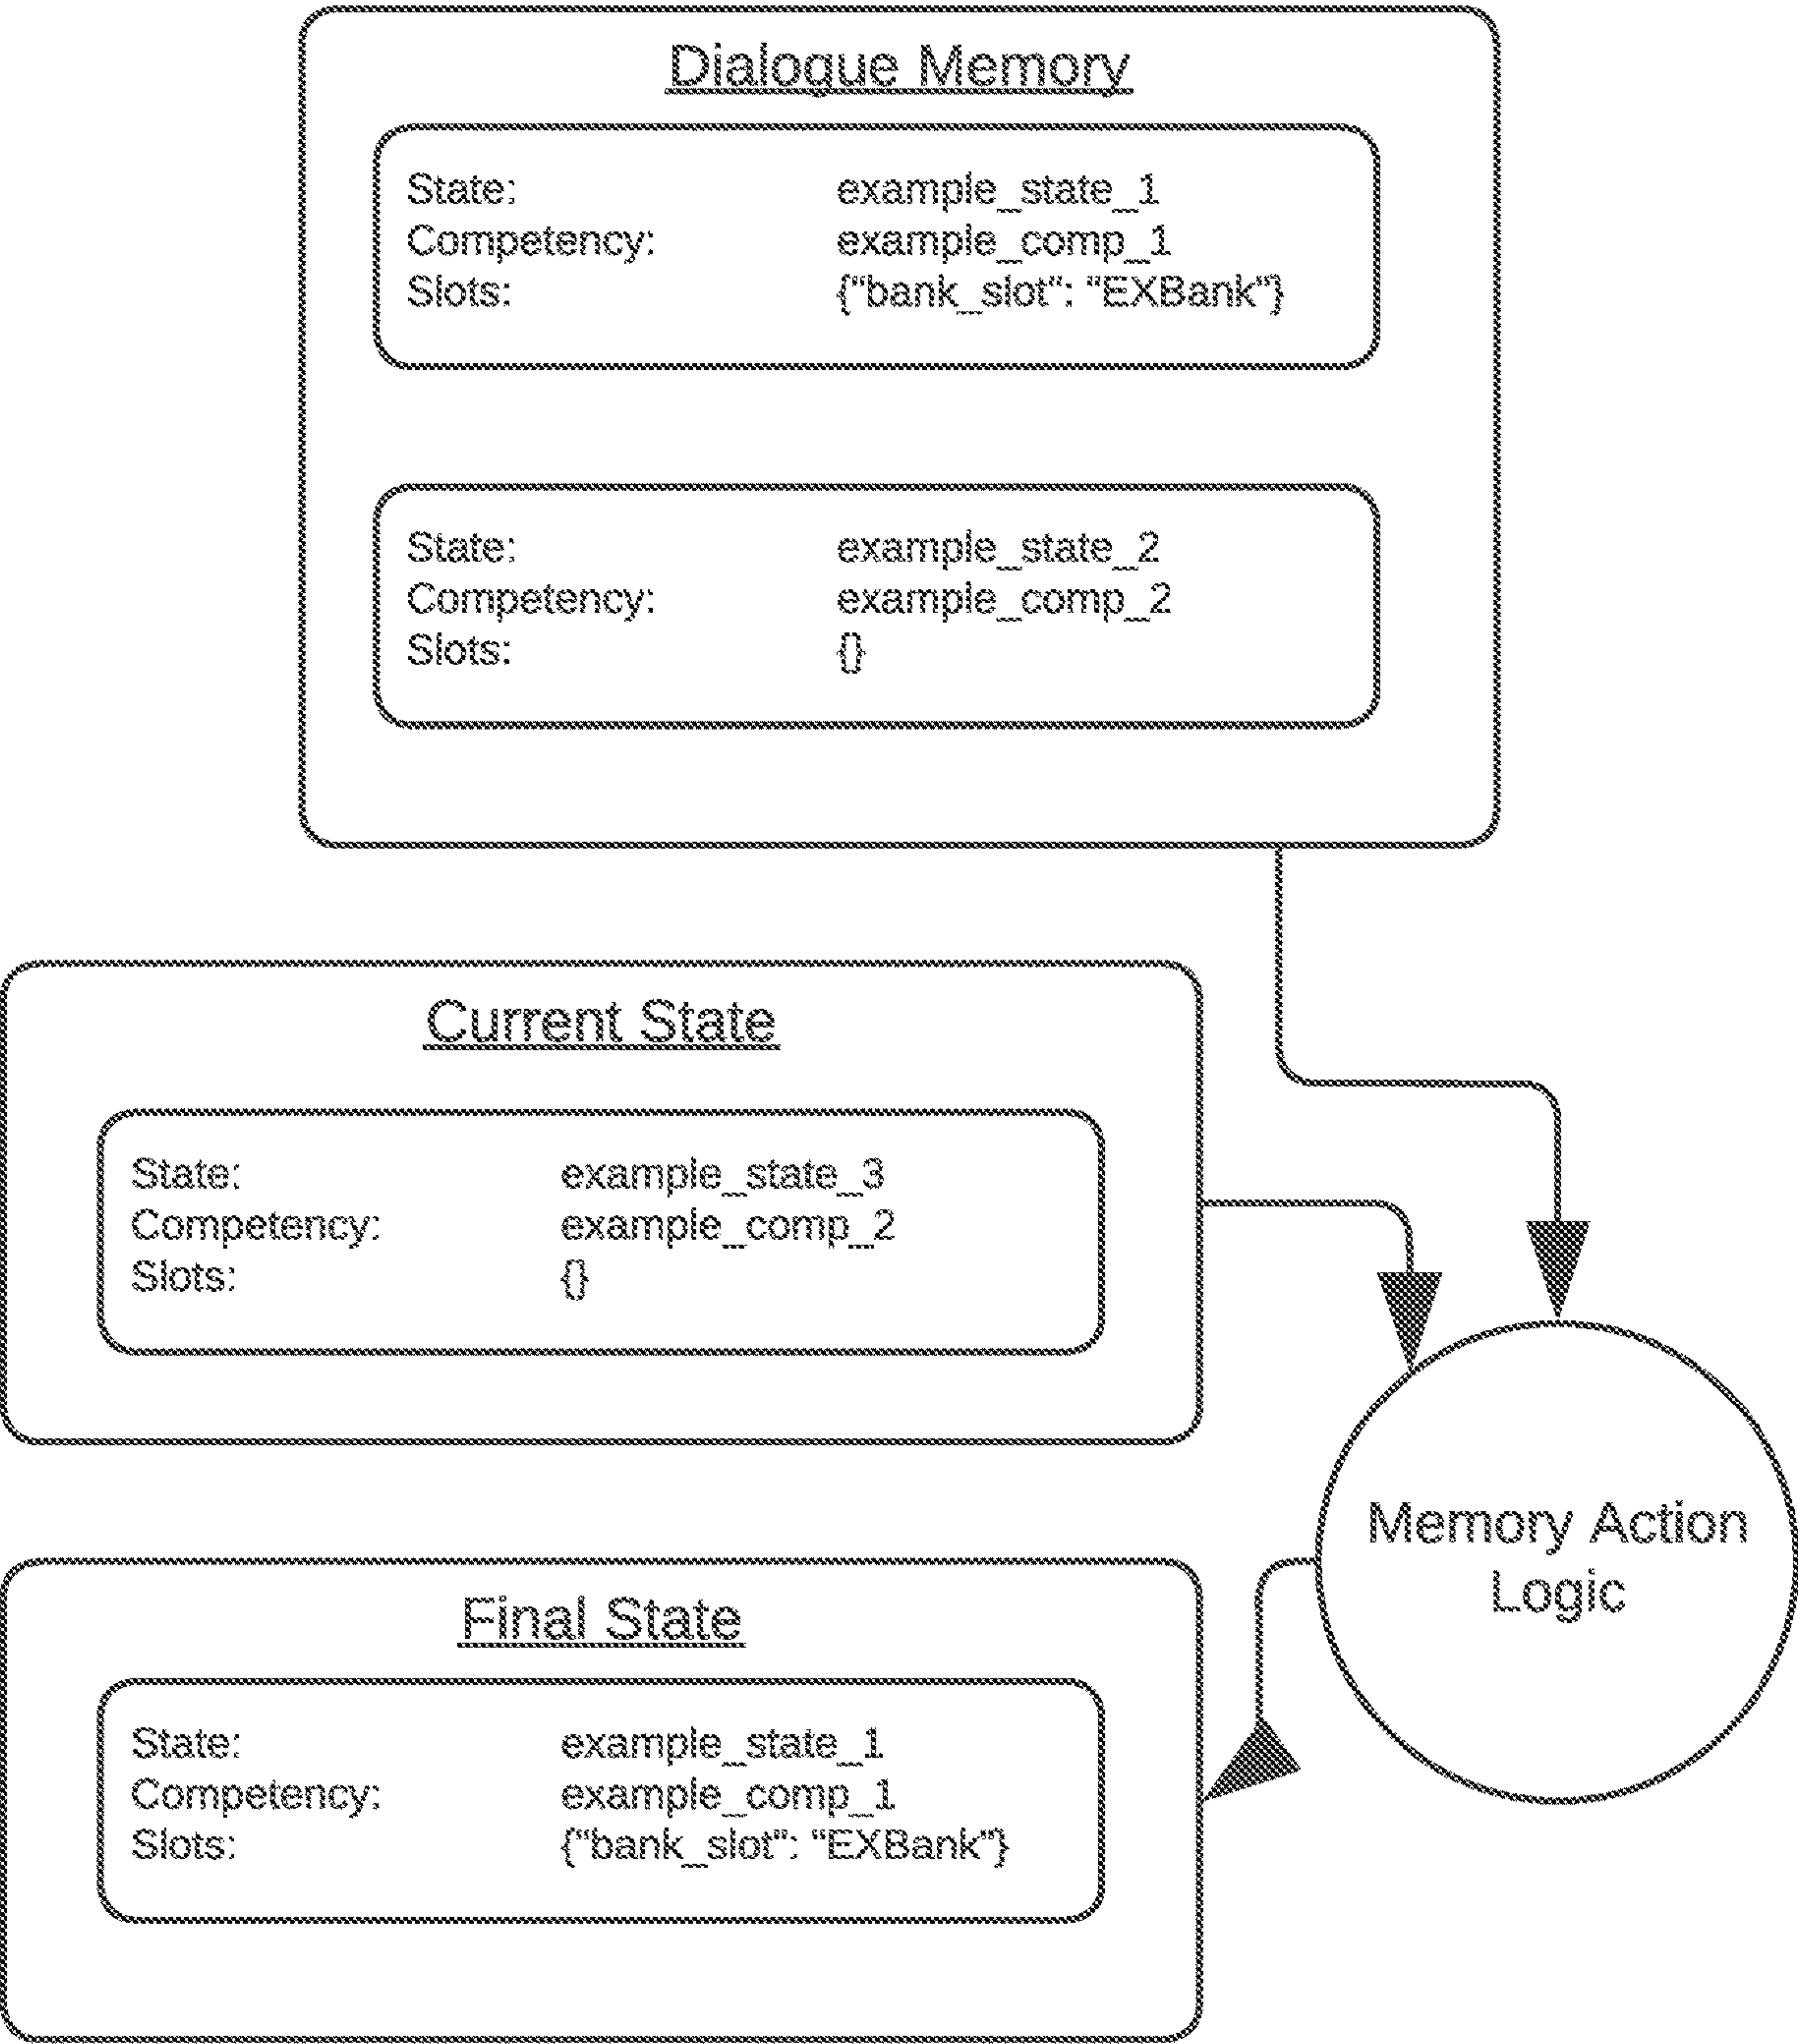 Dialogue Memory
State: example_state_1
Competency: example_comp_1
Slots: {"bank_slot": "EXBank"}
State: example_state_2
Competency: example_comp_2
Slots: {}
Current State
State: example_state_3
Competency: example_comp_2
Slots: {}
Memory Action
Logic
Final State
State: example_state_1
Competency: example_comp_1
Slots: {"bank_slot": "EXBank"}